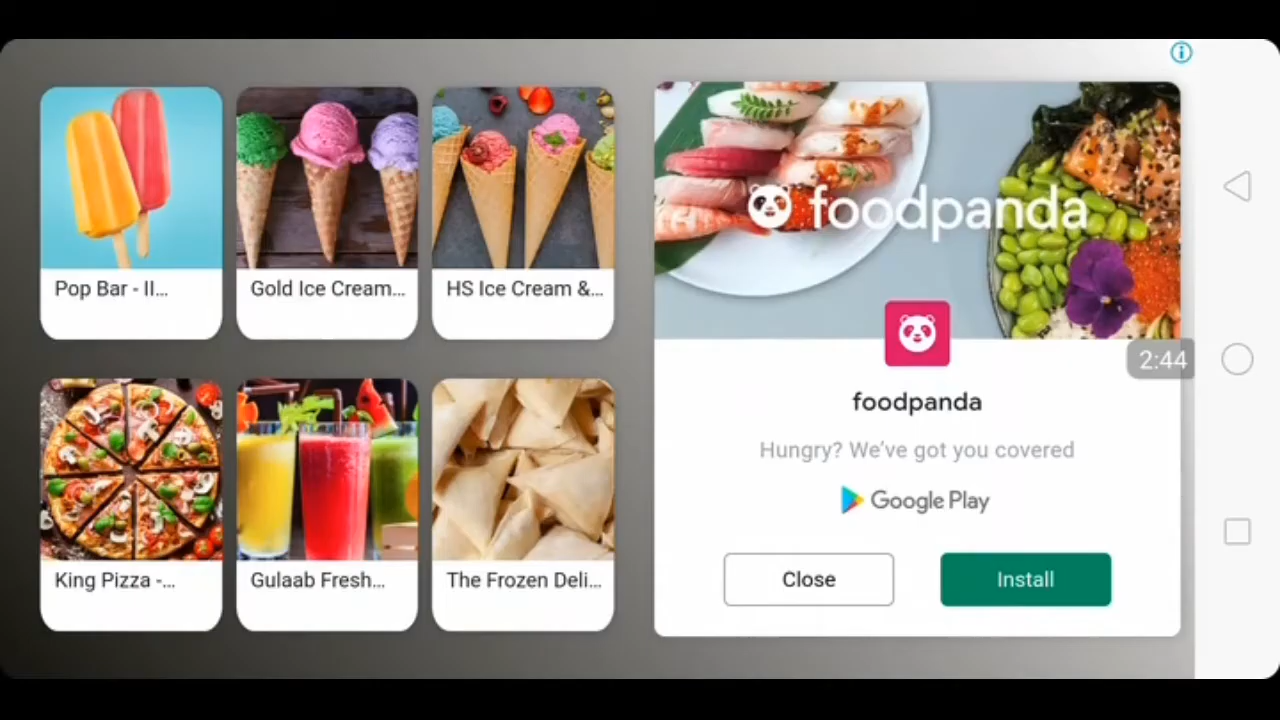 Pop Bar - II...
Gold Ice Cream...
HS Ice Cream &...
King Pizza -...
Gulaab Fresh...
The Frozen Deli...
foodpanda
foodpanda
Hungry? We've got you covered
Google Play
Close
Install
2:44